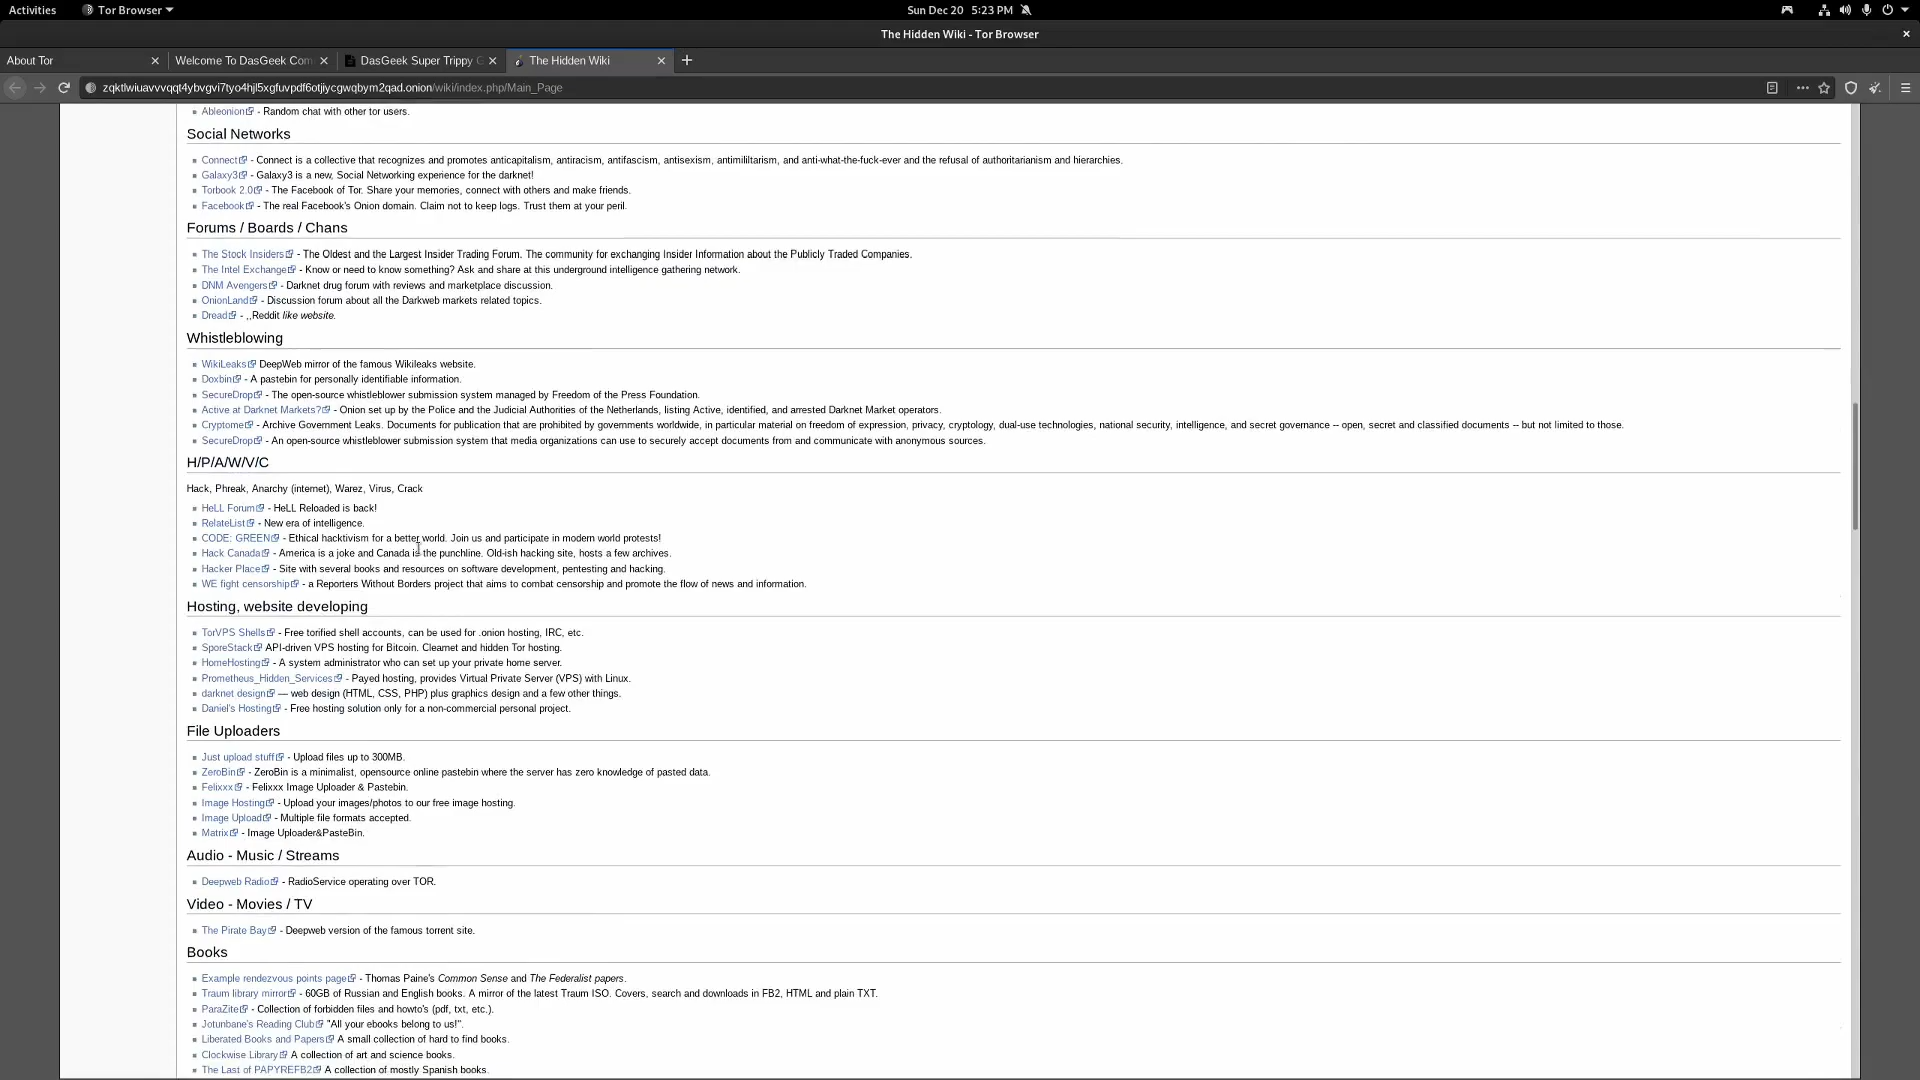 Activities
Tor Browser
Sun Dec 20 5:23 PM
The Hidden Wiki - Tor Browser
About Tor
Welcome To DasGeek Com
DasGeek Super Trippy G
The Hidden Wiki
zqktlwiuavvvqqt4ybvgvi7tyo4hjl5xgfuvpdf6otjiycgwqbym2qad.onion/wiki/index.php/Main_Page
Ableonion - Random chat with other tor users.
Social Networks
Connect - Connect is a collective that recognizes and promotes anticapitalism, antiracism, antifascism, antisexism, antimililtarism, and anti-what-the-fuck-ever and the refusal of authoritarianism and hierarchies.
Galaxy3 - Galaxy3 is a new, Social Networking experience for the darknet!
Torbook 2.0 - The Facebook of Tor. Share your memories, connect with others and make friends.
Facebook - The real Facebook's Onion domain. Claim not to keep logs. Trust them at your peril.
Forums / Boards / Chans
The Stock Insiders - The Oldest and the Largest Insider Trading Forum. The community for exchanging Insider Information about the Publicly Traded Companies.
The Intel Exchange - Know or need to know something? Ask and share at this underground intelligence gathering network.
DNM Avengers - Darknet drug forum with reviews and marketplace discussion.
OnionLand - Discussion forum about all the Darkweb markets related topics.
Dread - ,,Reddit like website.
Whistleblowing
WikiLeaks DeepWeb mirror of the famous Wikileaks website.
Doxbin - A pastebin for personally identifiable information.
SecureDrop - The open-source whistleblower submission system managed by Freedom of the Press Foundation.
Active at Darknet Markets? - Onion set up by the Police and the Judicial Authorities of the Netherlands, listing Active, identified, and arrested Darknet Market operators.
Cryptome - Archive Government Leaks. Documents for publication that are prohibited by governments worldwide, in particular material on freedom of expression, privacy, cryptology, dual-use technologies, national security, intelligence, and secret governance -- open, secret and classified documents -- but not limited to those.
SecureDrop - An open-source whistleblower submission system that media organizations can use to securely accept documents from and communicate with anonymous sources.
H/P/A/W/V/C
Hack, Phreak, Anarchy (internet), Warez, Virus, Crack
HeLL Forum - HeLL Reloaded is back!
RelateList - New era of intelligence.
CODE: GREEN - Ethical hacktivism for a better world. Join us and participate in modern world protests!
Hack Canada - America is a joke and Canada is the punchline. Old-ish hacking site, hosts a few archives.
Hacker Place - Site with several books and resources on software development, pentesting and hacking.
WE fight censorship - a Reporters Without Borders project that aims to combat censorship and promote the flow of news and information.
Hosting, website developing
TorVPS Shells - Free torified shell accounts, can be used for .onion hosting, IRC, etc.
SporeStack API-driven VPS hosting for Bitcoin. Clearnet and hidden Tor hosting.
HomeHosting - A system administrator who can set up your private home server.
Prometheus_Hidden_Services - Payed hosting, provides Virtual Private Server (VPS) with Linux.
darknet design — web design (HTML, CSS, PHP) plus graphics design and a few other things.
Daniel's Hosting - Free hosting solution only for a non-commercial personal project.
File Uploaders
Just upload stuff - Upload files up to 300MB.
ZeroBin - ZeroBin is a minimalist, opensource online pastebin where the server has zero knowledge of pasted data.
Felixxx - Felixxx Image Uploader & Pastebin.
Image Hosting - Upload your images/photos to our free image hosting.
Image Upload - Multiple file formats accepted.
Matrix - Image Uploader&PasteBin.
Audio - Music / Streams
Deepweb Radio - RadioService operating over TOR.
Video - Movies / TV
The Pirate Bay - Deepweb version of the famous torrent site.
Books
Example rendezvous points page - Thomas Paine's Common Sense and The Federalist papers.
Traum library mirror - 60GB of Russian and English books. A mirror of the latest Traum ISO. Covers, search and downloads in FB2, HTML and plain TXT.
ParaZite - Collection of forbidden files and howto's (pdf, txt, etc.).
Jotunbane's Reading Club "All your ebooks belong to us!".
Liberated Books and Papers A small collection of hard to find books.
Clockwise Library A collection of art and science books.
The Last of PAPYREFB2 A collection of mostly Spanish books.